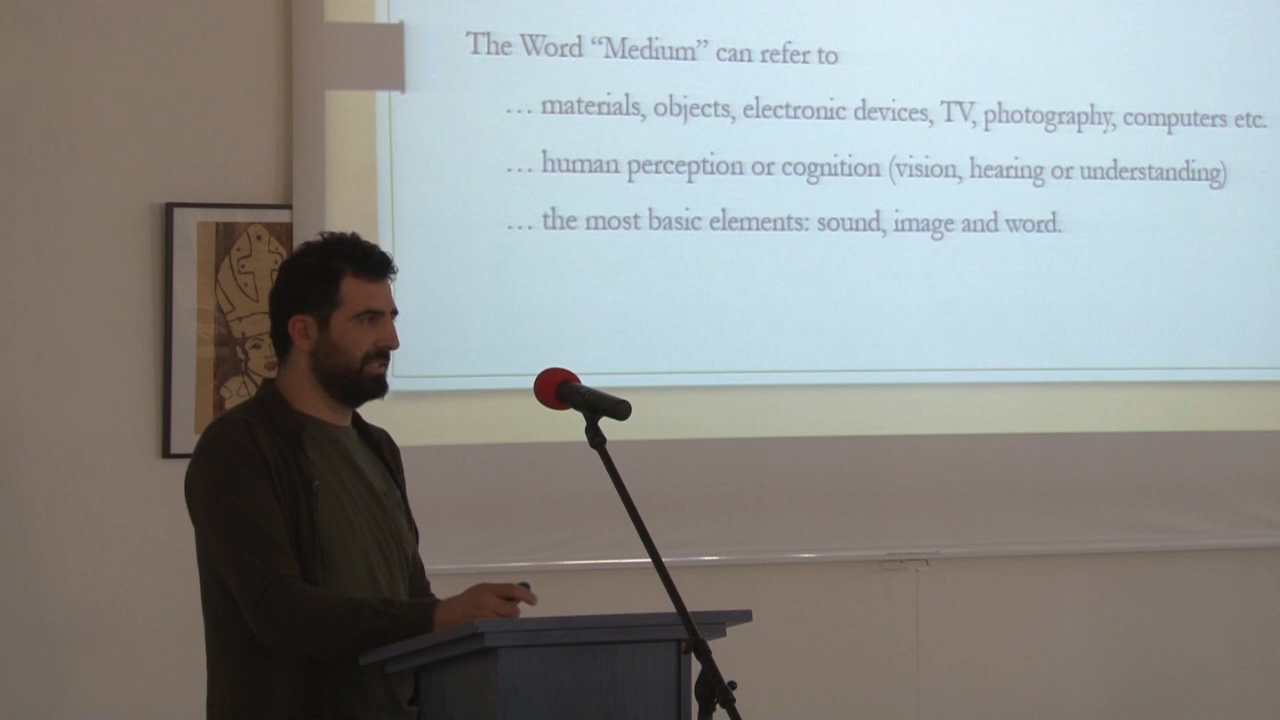 The Word “Medium” can refer to
… materials, objects, electronic devices, TV, photography, computers etc.
… human perception or cognition (vision, hearing or understanding)
… the most basic elements: sound, image and word.